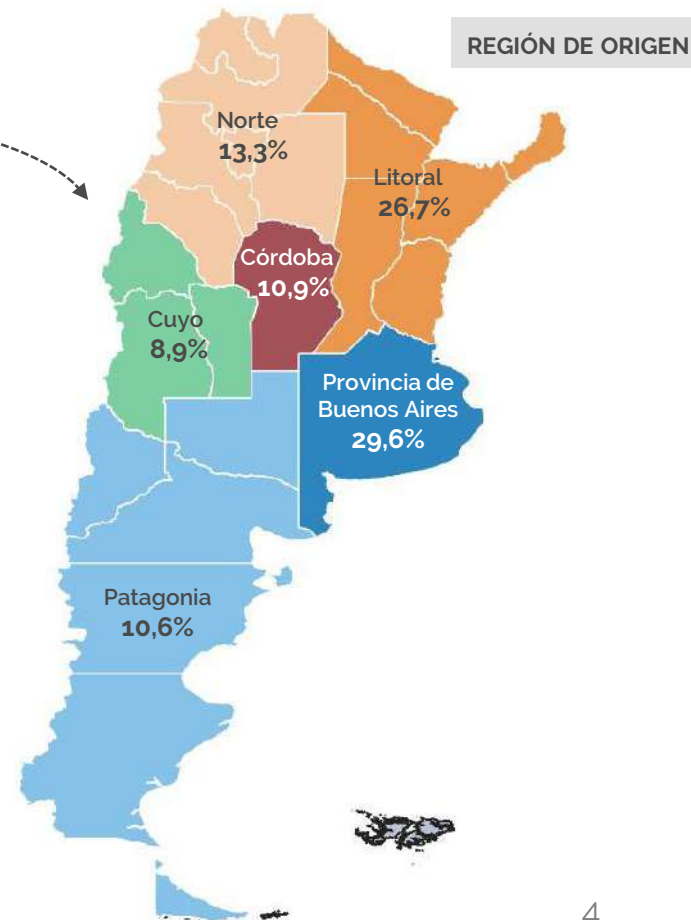 REGIÓN DE ORIGEN
Norte
13,3%
Litoral
26,7%
Córdoba
10,9%
Cuyo
8,9%
Provincia de
Buenos Aires
29,6%
Patagonia
10,6%
4